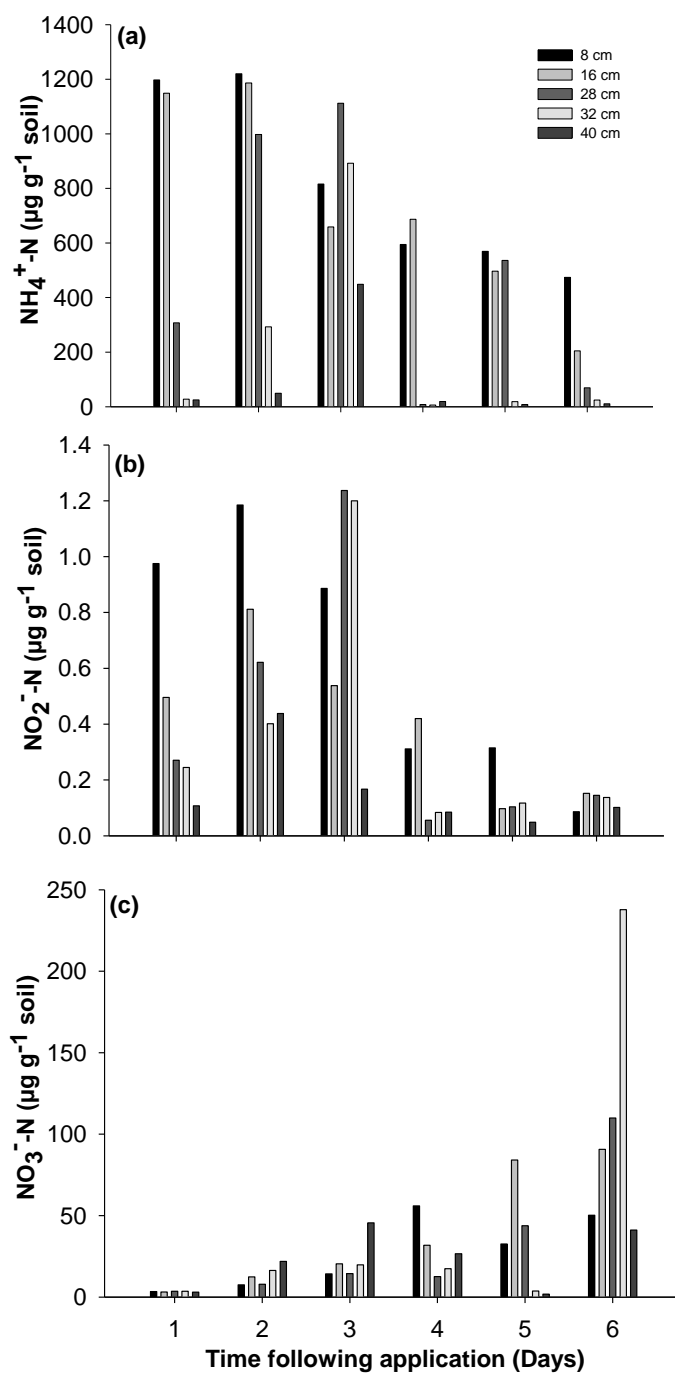 (a)
8 cm
16 cm
28 cm
32 cm
40 cm
1400
1200
1000
800
600
400
200
0
NH₄⁺-N (µg g⁻¹ soil)
(b)
1.4
1.2
1.0
0.8
0.6
0.4
0.2
0.0
NO₂⁻-N (µg g⁻¹ soil)
(c)
250
200
150
100
50
0
NO₃⁻-N (µg g⁻¹ soil)
1 2 3 4 5 6
Time following application (Days)